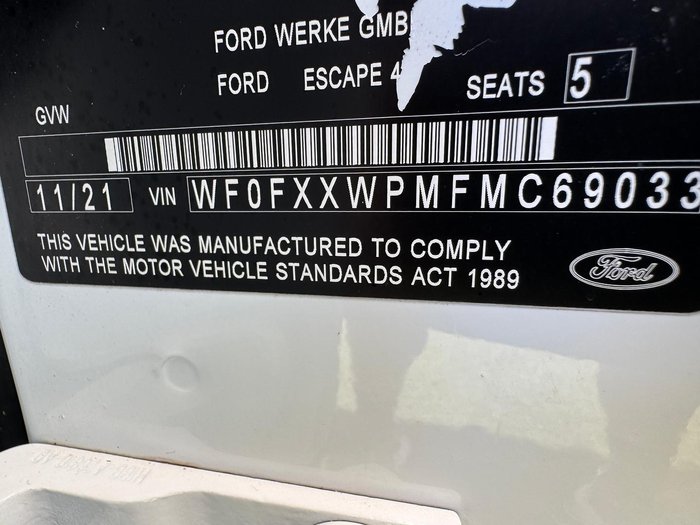 FORD WERKE GMB
FORD ESCAPE 4
SEATS 5
GVW
11/21 VIN WF0FXXWPMFMC69033
THIS VEHICLE WAS MANUFACTURED TO COMPLY
WITH THE MOTOR VEHICLE STANDARDS ACT 1989
Ford